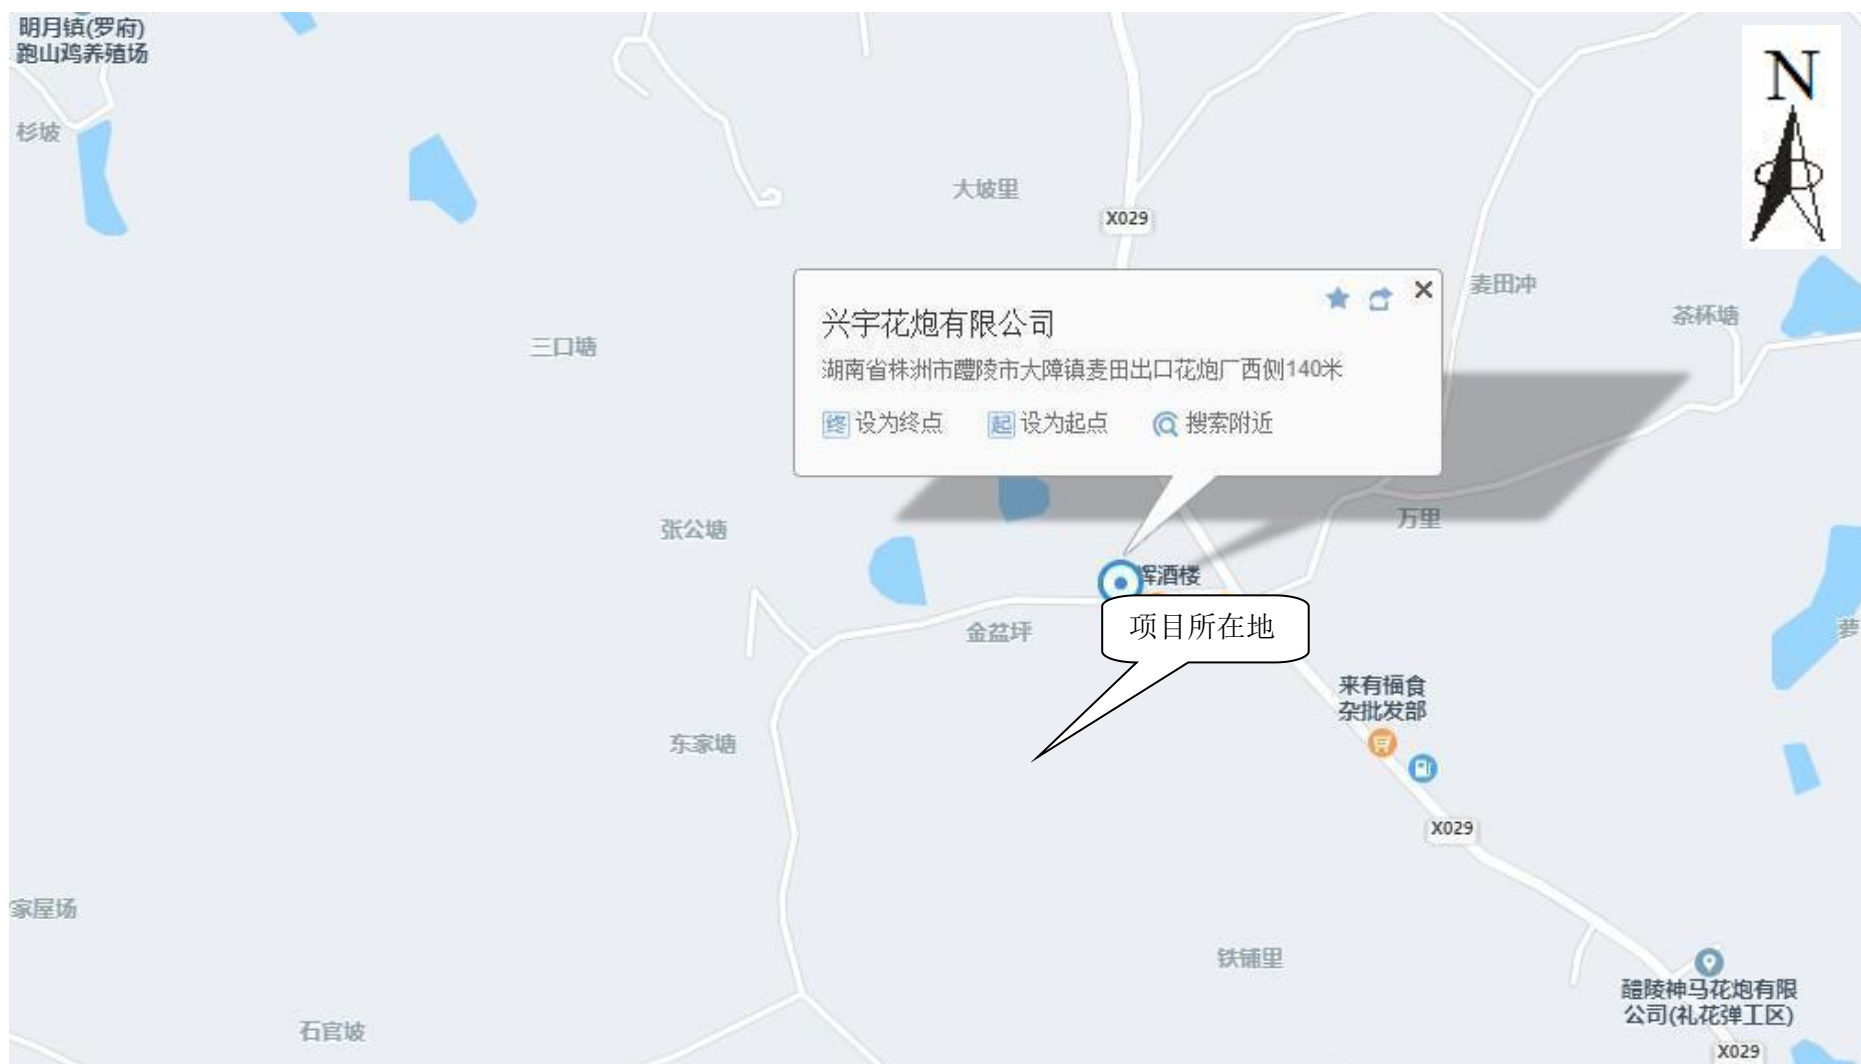 明月镇(罗府)
跑山鸡养殖场
N
杉坡
大坡里
X029
麦田冲
茶杯塘
三口塘
兴宇花炮有限公司
湖南省株洲市醴陵市大障镇麦田出口花炮厂西侧140米
终 设为终点 起 设为起点 搜索附近
张公塘
万里
辉酒楼
项目所在地
金盆坪
萝
来有福食
杂批发部
东家塘
X029
家屋场
铁铺里
醴陵神马花炮有限
公司(礼花弹工区)
石官坡
X029